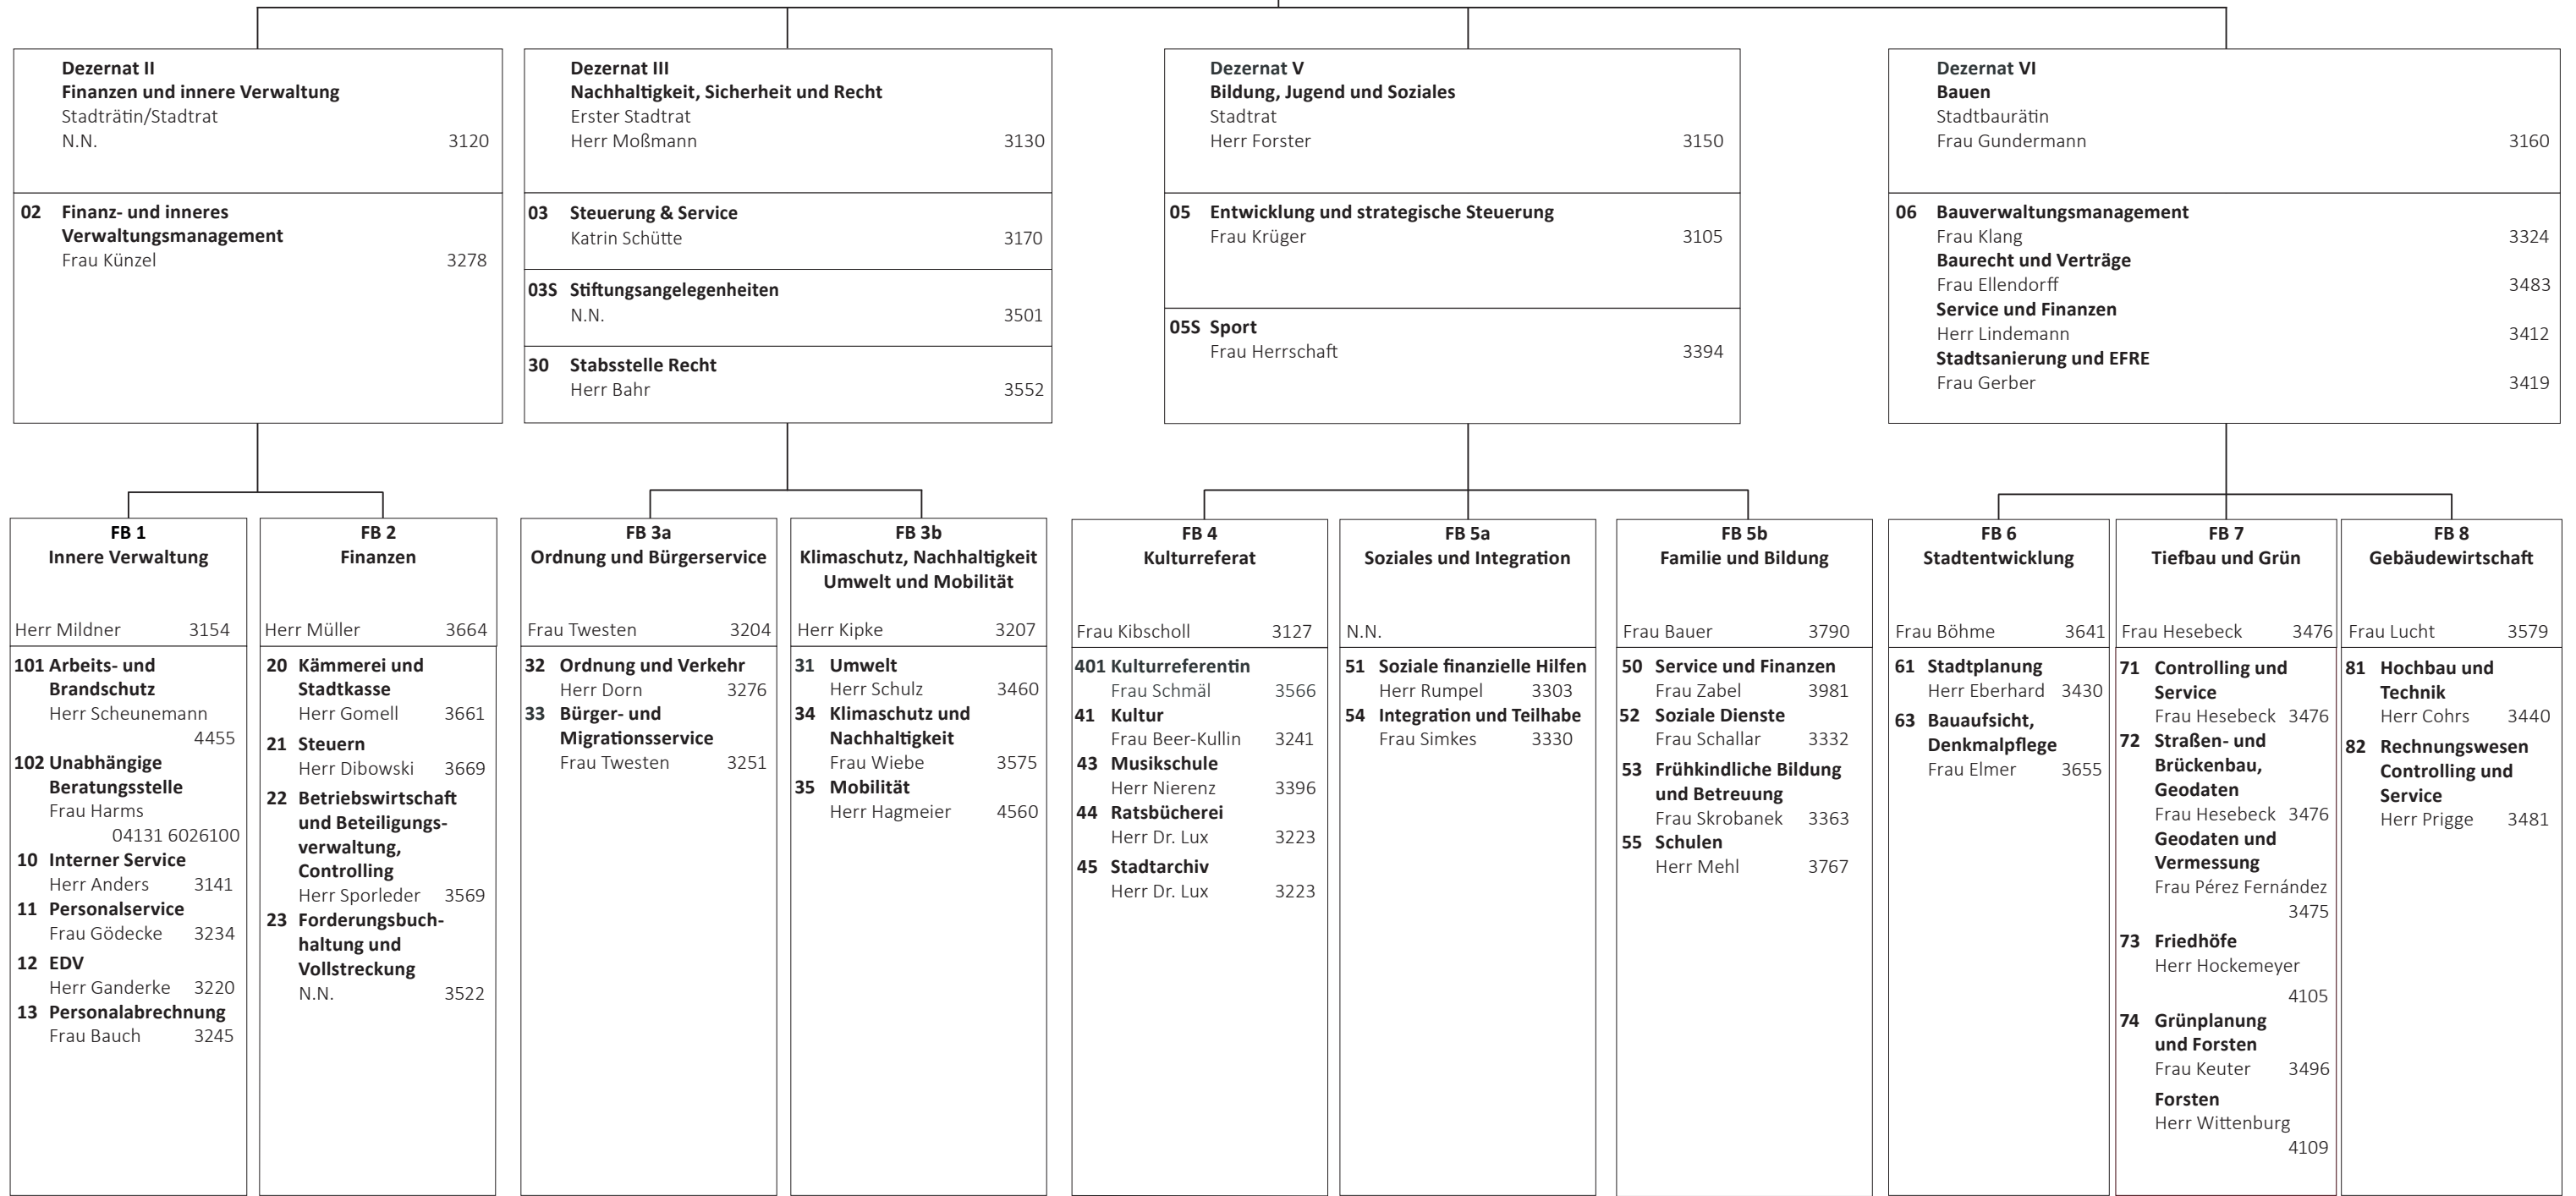 Dezernat II
Finanzen und innere Verwaltung
Stadträtin/Stadtrat
N.N. 3120
02 Finanz- und inneres
Verwaltungsmanagement
Frau Künzel 3278
Dezernat III
Nachhaltigkeit, Sicherheit und Recht
Erster Stadtrat
Herr Moßmann 3130
03 Steuerung & Service
Katrin Schütte 3170
03S Stiftungsangelegenheiten
N.N. 3501
30 Stabsstelle Recht
Herr Bahr 3552
Dezernat V
Bildung, Jugend und Soziales
Stadtrat
Herr Forster 3150
05 Entwicklung und strategische Steuerung
Frau Krüger 3105
05S Sport
Frau Herrschaft 3394
Dezernat VI
Bauen
Stadtbaurätin
Frau Gundermann 3160
06 Bauverwaltungsmanagement
Frau Klang 3324
Baurecht und Verträge
Frau Ellendorff 3483
Service und Finanzen
Herr Lindemann 3412
Stadtsanierung und EFRE
Frau Gerber 3419
FB 1
Innere Verwaltung
Herr Mildner 3154
101 Arbeits- und
Brandschutz
Herr Scheunemann
4455
102 Unabhängige
Beratungsstelle
Frau Harms
04131 6026100
10 Interner Service
Herr Anders 3141
11 Personalservice
Frau Gödecke 3234
12 EDV
Herr Ganderke 3220
13 Personalabrechnung
Frau Bauch 3245
FB 2
Finanzen
Herr Müller 3664
20 Kämmerei und
Stadtkasse
Herr Gomell 3661
21 Steuern
Herr Dibowski 3669
22 Betriebswirtschaft
und Beteiligungs-
verwaltung,
Controlling
Herr Sporleder 3569
23 Forderungsbuch-
haltung und
Vollstreckung
N.N. 3522
FB 3a
Ordnung und Bürgerservice
Frau Twesten 3204
32 Ordnung und Verkehr
Herr Dorn 3276
33 Bürger- und
Migrationsservice
Frau Twesten 3251
FB 3b
Klimaschutz, Nachhaltigkeit
Umwelt und Mobilität
Herr Kipke 3207
31 Umwelt
Herr Schulz 3460
34 Klimaschutz und
Nachhaltigkeit
Frau Wiebe 3575
35 Mobilität
Herr Hagmeier 4560
FB 4
Kulturreferat
Frau Kibscholl 3127
401 Kulturreferentin
Frau Schmäl 3566
41 Kultur
Frau Beer-Kullin 3241
43 Musikschule
Herr Nierenz 3396
44 Ratsbücherei
Herr Dr. Lux 3223
45 Stadtarchiv
Herr Dr. Lux 3223
FB 5a
Soziales und Integration
N.N.
51 Soziale finanzielle Hilfen
Herr Rumpel 3303
54 Integration und Teilhabe
Frau Simkes 3330
FB 5b
Familie und Bildung
Frau Bauer 3790
50 Service und Finanzen
Frau Zabel 3981
52 Soziale Dienste
Frau Schallar 3332
53 Frühkindliche Bildung
und Betreuung
Frau Skrobanek 3363
55 Schulen
Herr Mehl 3767
FB 6
Stadtentwicklung
Frau Böhme 3641
61 Stadtplanung
Herr Eberhard 3430
63 Bauaufsicht,
Denkmalpflege
Frau Elmer 3655
FB 7
Tiefbau und Grün
Frau Hesebeck 3476
71 Controlling und
Service
Frau Hesebeck 3476
72 Straßen- und
Brückenbau,
Geodaten
Frau Hesebeck 3476
Geodaten und
Vermessung
Frau Pérez Fernández
3475
73 Friedhöfe
Herr Hockemeyer
4105
74 Grünplanung
und Forsten
Frau Keuter 3496
Forsten
Herr Wittenburg
4109
FB 8
Gebäudewirtschaft
Frau Lucht 3579
81 Hochbau und
Technik
Herr Cohrs 3440
82 Rechnungswesen
Controlling und
Service
Herr Prigge 3481